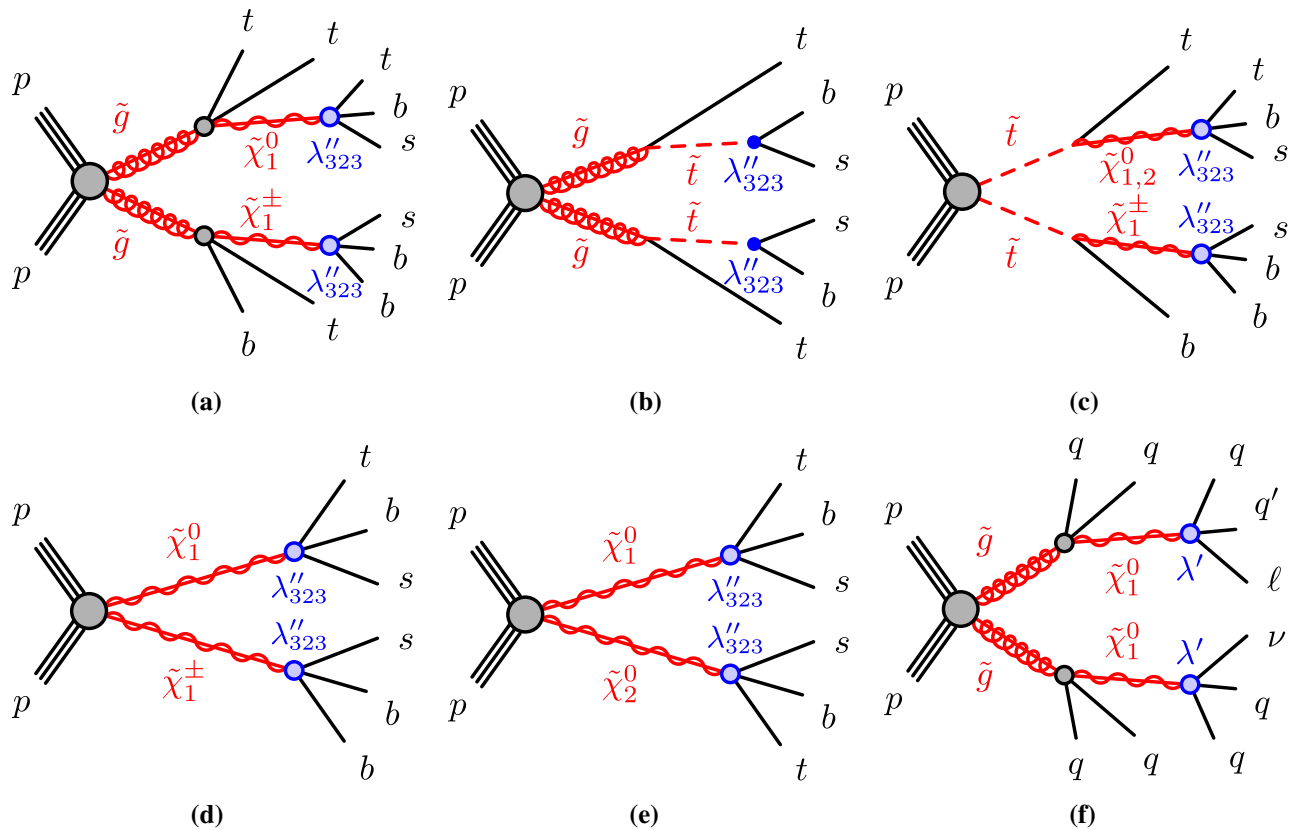 p p g̃ g̃ t t χ̃₁⁰ λ″₃₂₃ t b s χ̃₁^± λ″₃₂₃ s b b t b
(a)
p p g̃ g̃ t t̃ λ″₃₂₃ b s t̃ λ″₃₂₃ s b t
(b)
p p t̃ t̃ t χ̃⁰₁,₂ λ″₃₂₃ t b s χ̃₁^± λ″₃₂₃ s b b b
(c)
p p χ̃₁⁰ λ″₃₂₃ t b s χ̃₁^± λ″₃₂₃ s b b
(d)
p p χ̃₁⁰ λ″₃₂₃ t b s χ̃₂⁰ λ″₃₂₃ s b t
(e)
p p g̃ g̃ q q χ̃₁⁰ λ′ q q′ ℓ χ̃₁⁰ λ′ ν q q q q
(f)